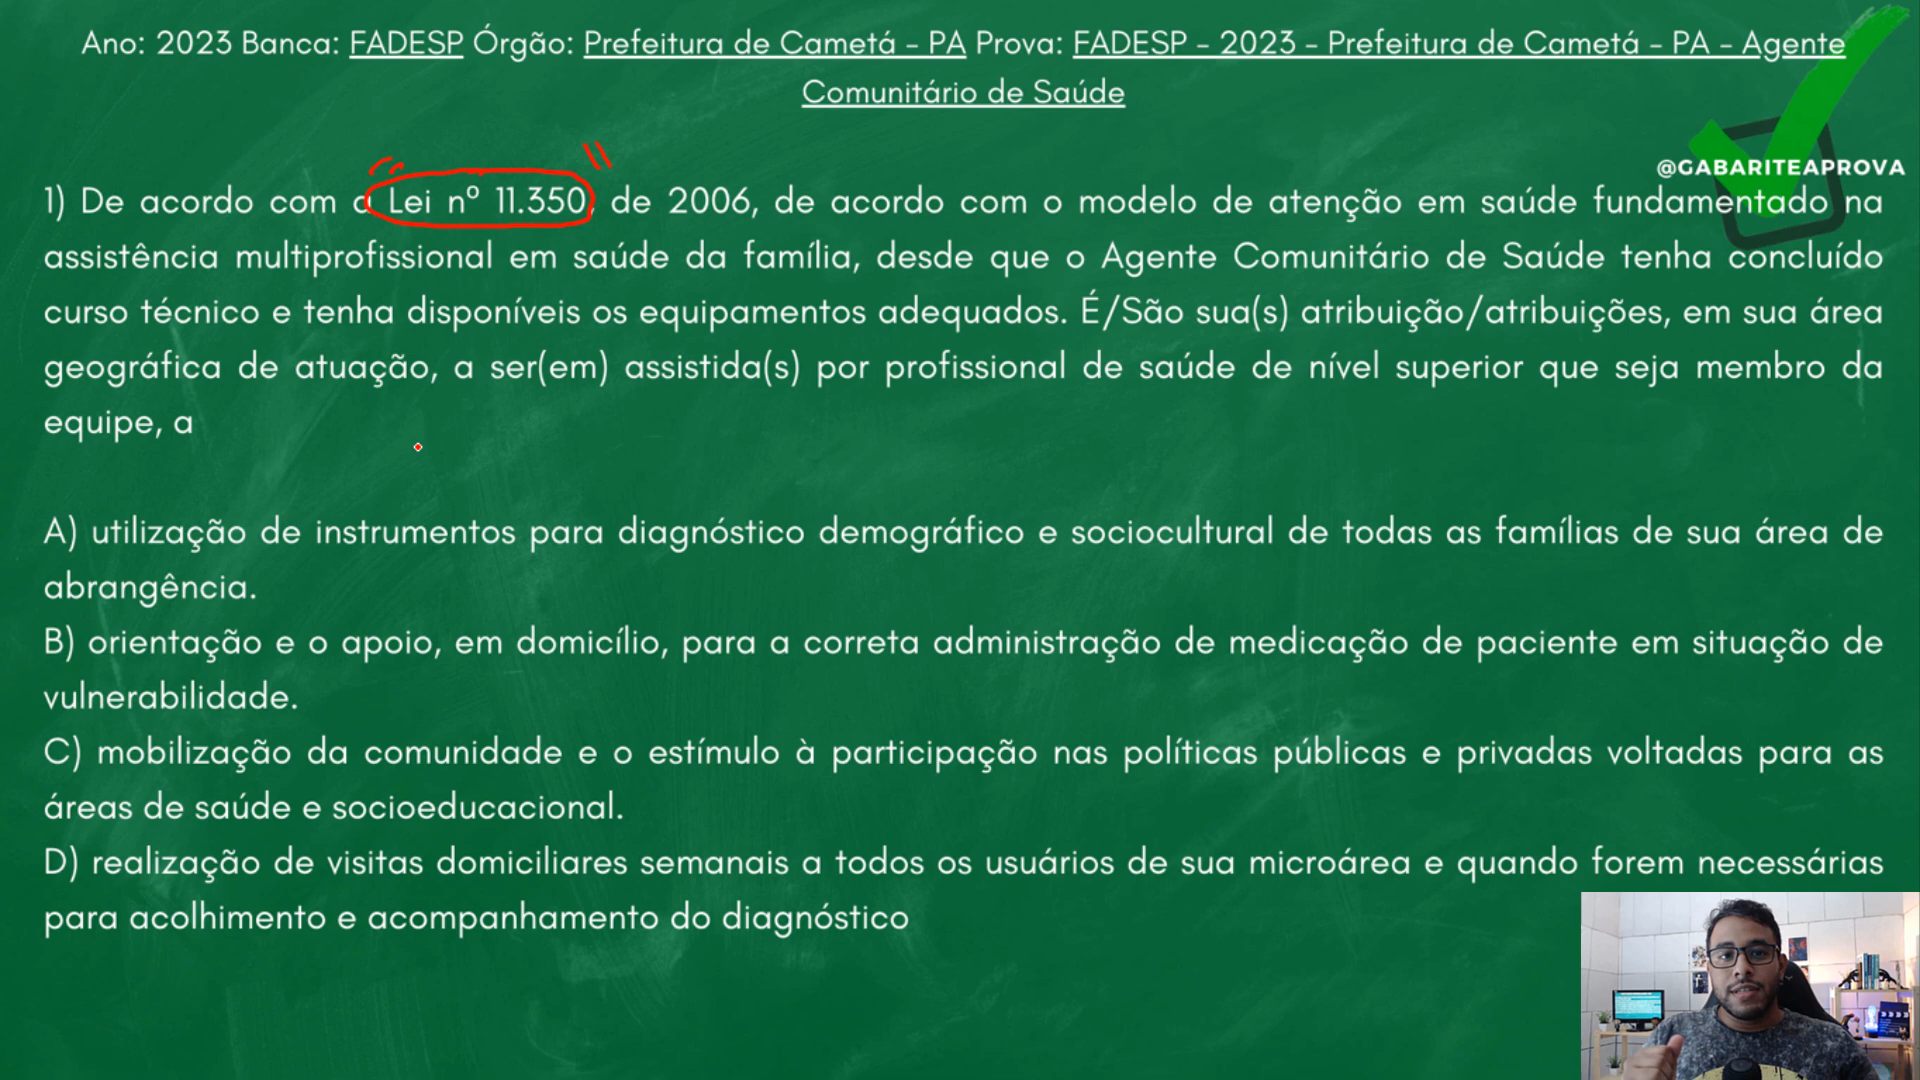 Ano: 2023 Banca: FADESP Órgão: Prefeitura de Cametá - PA Prova: FADESP - 2023 - Prefeitura de Cametá - PA - Agente
Comunitário de Saúde
@GABARITEAPROVA
1) De acordo com a Lei nº 11.350, de 2006, de acordo com o modelo de atenção em saúde fundamentado na
assistência multiprofissional em saúde da família, desde que o Agente Comunitário de Saúde tenha concluído
curso técnico e tenha disponíveis os equipamentos adequados. É/São sua(s) atribuição/atribuições, em sua área
geográfica de atuação, a ser(em) assistida(s) por profissional de saúde de nível superior que seja membro da
equipe, a
A) utilização de instrumentos para diagnóstico demográfico e sociocultural de todas as famílias de sua área de
abrangência.
B) orientação e o apoio, em domicílio, para a correta administração de medicação de paciente em situação de
vulnerabilidade.
C) mobilização da comunidade e o estímulo à participação nas políticas públicas e privadas voltadas para as
áreas de saúde e socioeducacional.
D) realização de visitas domiciliares semanais a todos os usuários de sua microárea e quando forem necessárias
para acolhimento e acompanhamento do diagnóstico